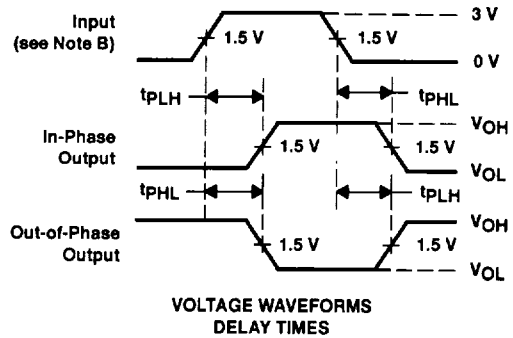 Input
(see Note B)
1.5 V
1.5 V
3 V
0 V
tPLH
tPHL
In-Phase
Output
1.5 V
1.5 V
VOH
VOL
tPHL
tPLH
Out-of-Phase
Output
1.5 V
1.5 V
VOH
VOL
VOLTAGE WAVEFORMS
DELAY TIMES